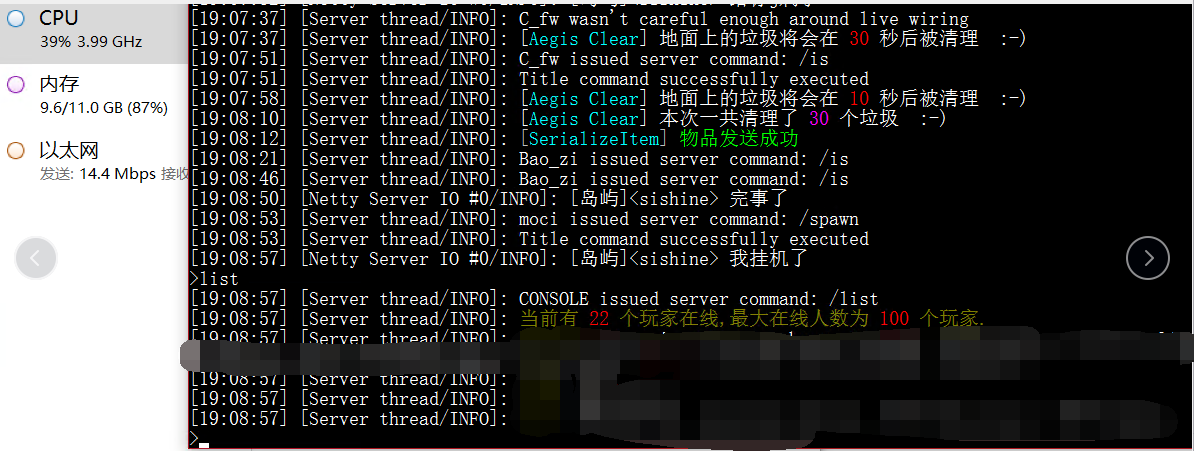 CPU
39% 3.99 GHz
内存
9.6/11.0 GB (87%)
以太网
发送: 14.4 Mbps 接收
[19:07:37] [Server thread/INFO]: C_fw wasn't careful enough around live wiring
[19:07:37] [Server thread/INFO]: [Aegis Clear] 地面上的垃圾将会在 30 秒后被清理 :-)
[19:07:51] [Server thread/INFO]: C_fw issued server command: /is
[19:07:51] [Server thread/INFO]: Title command successfully executed
[19:07:58] [Server thread/INFO]: [Aegis Clear] 地面上的垃圾将会在 10 秒后被清理 :-)
[19:08:10] [Server thread/INFO]: [Aegis Clear] 本次一共清理了 30 个垃圾 :-)
[19:08:12] [Server thread/INFO]: [SerializeItem] 物品发送成功
[19:08:21] [Server thread/INFO]: Bao_zi issued server command: /is
[19:08:46] [Server thread/INFO]: Bao_zi issued server command: /is
[19:08:50] [Netty Server IO #0/INFO]: [岛屿]<sishine> 完事了
[19:08:53] [Server thread/INFO]: moci issued server command: /spawn
[19:08:53] [Server thread/INFO]: Title command successfully executed
[19:08:57] [Netty Server IO #0/INFO]: [岛屿]<sishine> 我挂机了
>list
[19:08:57] [Server thread/INFO]: CONSOLE issued server command: /list
[19:08:57] [Server thread/INFO]: 当前有 22 个玩家在线,最大在线人数为 100 个玩家.
[19:08:57] [Server thread/INFO]:
[19:08:57] [Server thread/INFO]:
[19:08:57] [Server thread/INFO]:
[19:08:57] [Server thread/INFO]:
>